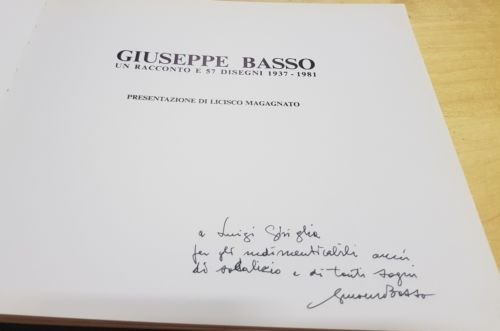 GIUSEPPE BASSO
UN RACCONTO E 57 DISEGNI 1937 - 1981
PRESENTAZIONE DI LICISCO MAGAGNATO
a Luigi
per gli indimenticabili anni
di sodalizio e di tanti sogni
Giuseppe Basso